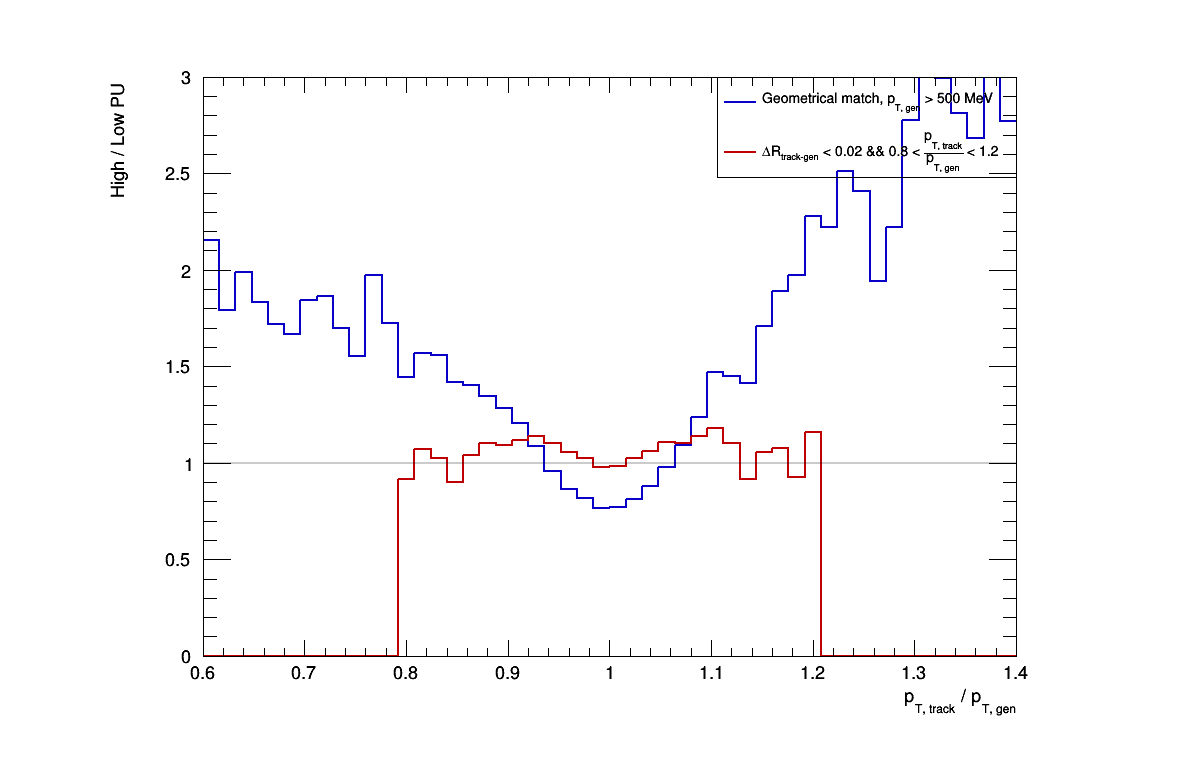 High / Low PU
3
2.5
2
1.5
1
0.5
0
Geometrical match, p_T, gen > 500 MeV
ΔR_track-gen < 0.02 && 0.8 < p_T, track / p_T, gen < 1.2
0.6 0.7 0.8 0.9 1 1.1 1.2 1.3 1.4
p_T, track / p_T, gen